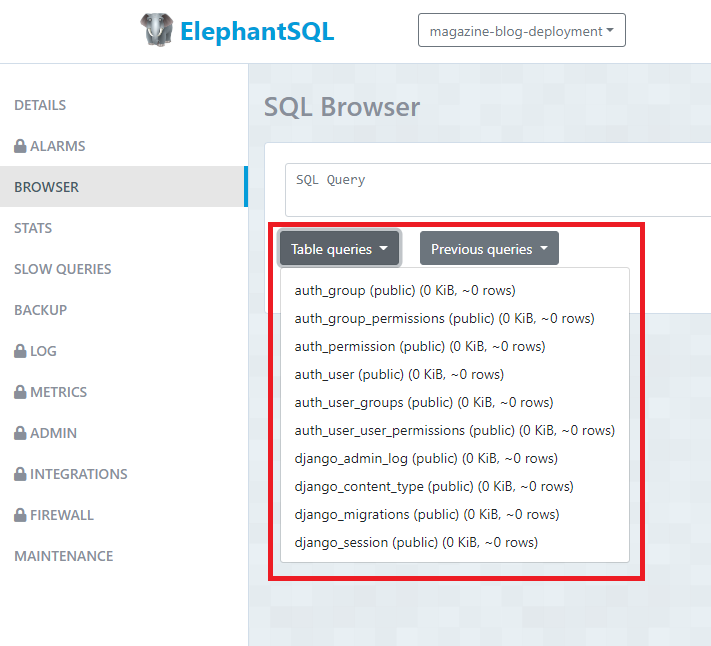 ElephantSQL
magazine-blog-deployment
DETAILS
ALARMS
BROWSER
STATS
SLOW QUERIES
BACKUP
LOG
METRICS
ADMIN
INTEGRATIONS
FIREWALL
MAINTENANCE
SQL Browser
SQL Query
Table queries
Previous queries
auth_group (public) (0 KiB, ~0 rows)
auth_group_permissions (public) (0 KiB, ~0 rows)
auth_permission (public) (0 KiB, ~0 rows)
auth_user (public) (0 KiB, ~0 rows)
auth_user_groups (public) (0 KiB, ~0 rows)
auth_user_user_permissions (public) (0 KiB, ~0 rows)
django_admin_log (public) (0 KiB, ~0 rows)
django_content_type (public) (0 KiB, ~0 rows)
django_migrations (public) (0 KiB, ~0 rows)
django_session (public) (0 KiB, ~0 rows)